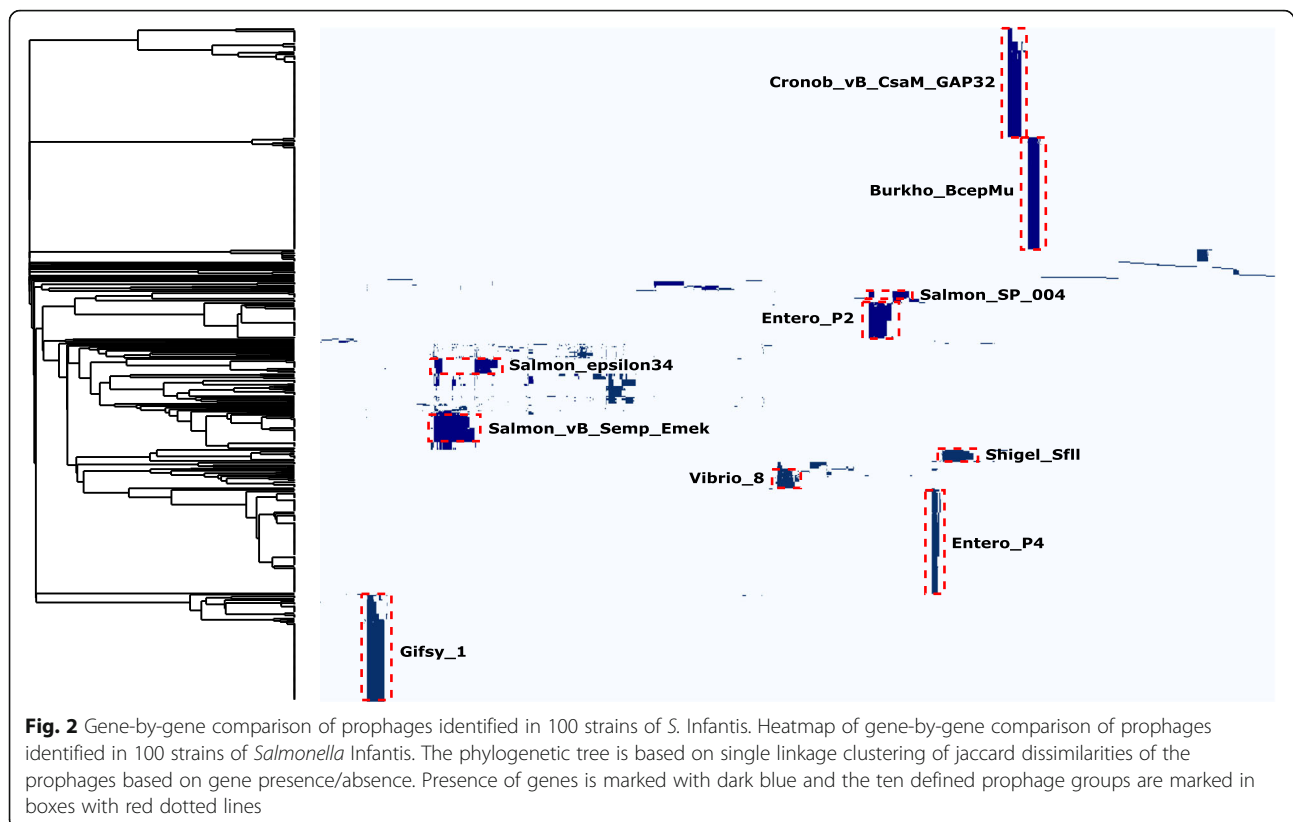 Cronob_vB_CsaM_GAP32
Burkho_BcepMu
Salmon_SP_004
Entero_P2
Salmon_epsilon34
Salmon_vB_Semp_Emek
Shigel_SfII
Vibrio_8
Entero_P4
Gifsy_1
Fig. 2 Gene-by-gene comparison of prophages identified in 100 strains of S. Infantis. Heatmap of gene-by-gene comparison of prophages
identified in 100 strains of Salmonella Infantis. The phylogenetic tree is based on single linkage clustering of jaccard dissimilarities of the
prophages based on gene presence/absence. Presence of genes is marked with dark blue and the ten defined prophage groups are marked in
boxes with red dotted lines